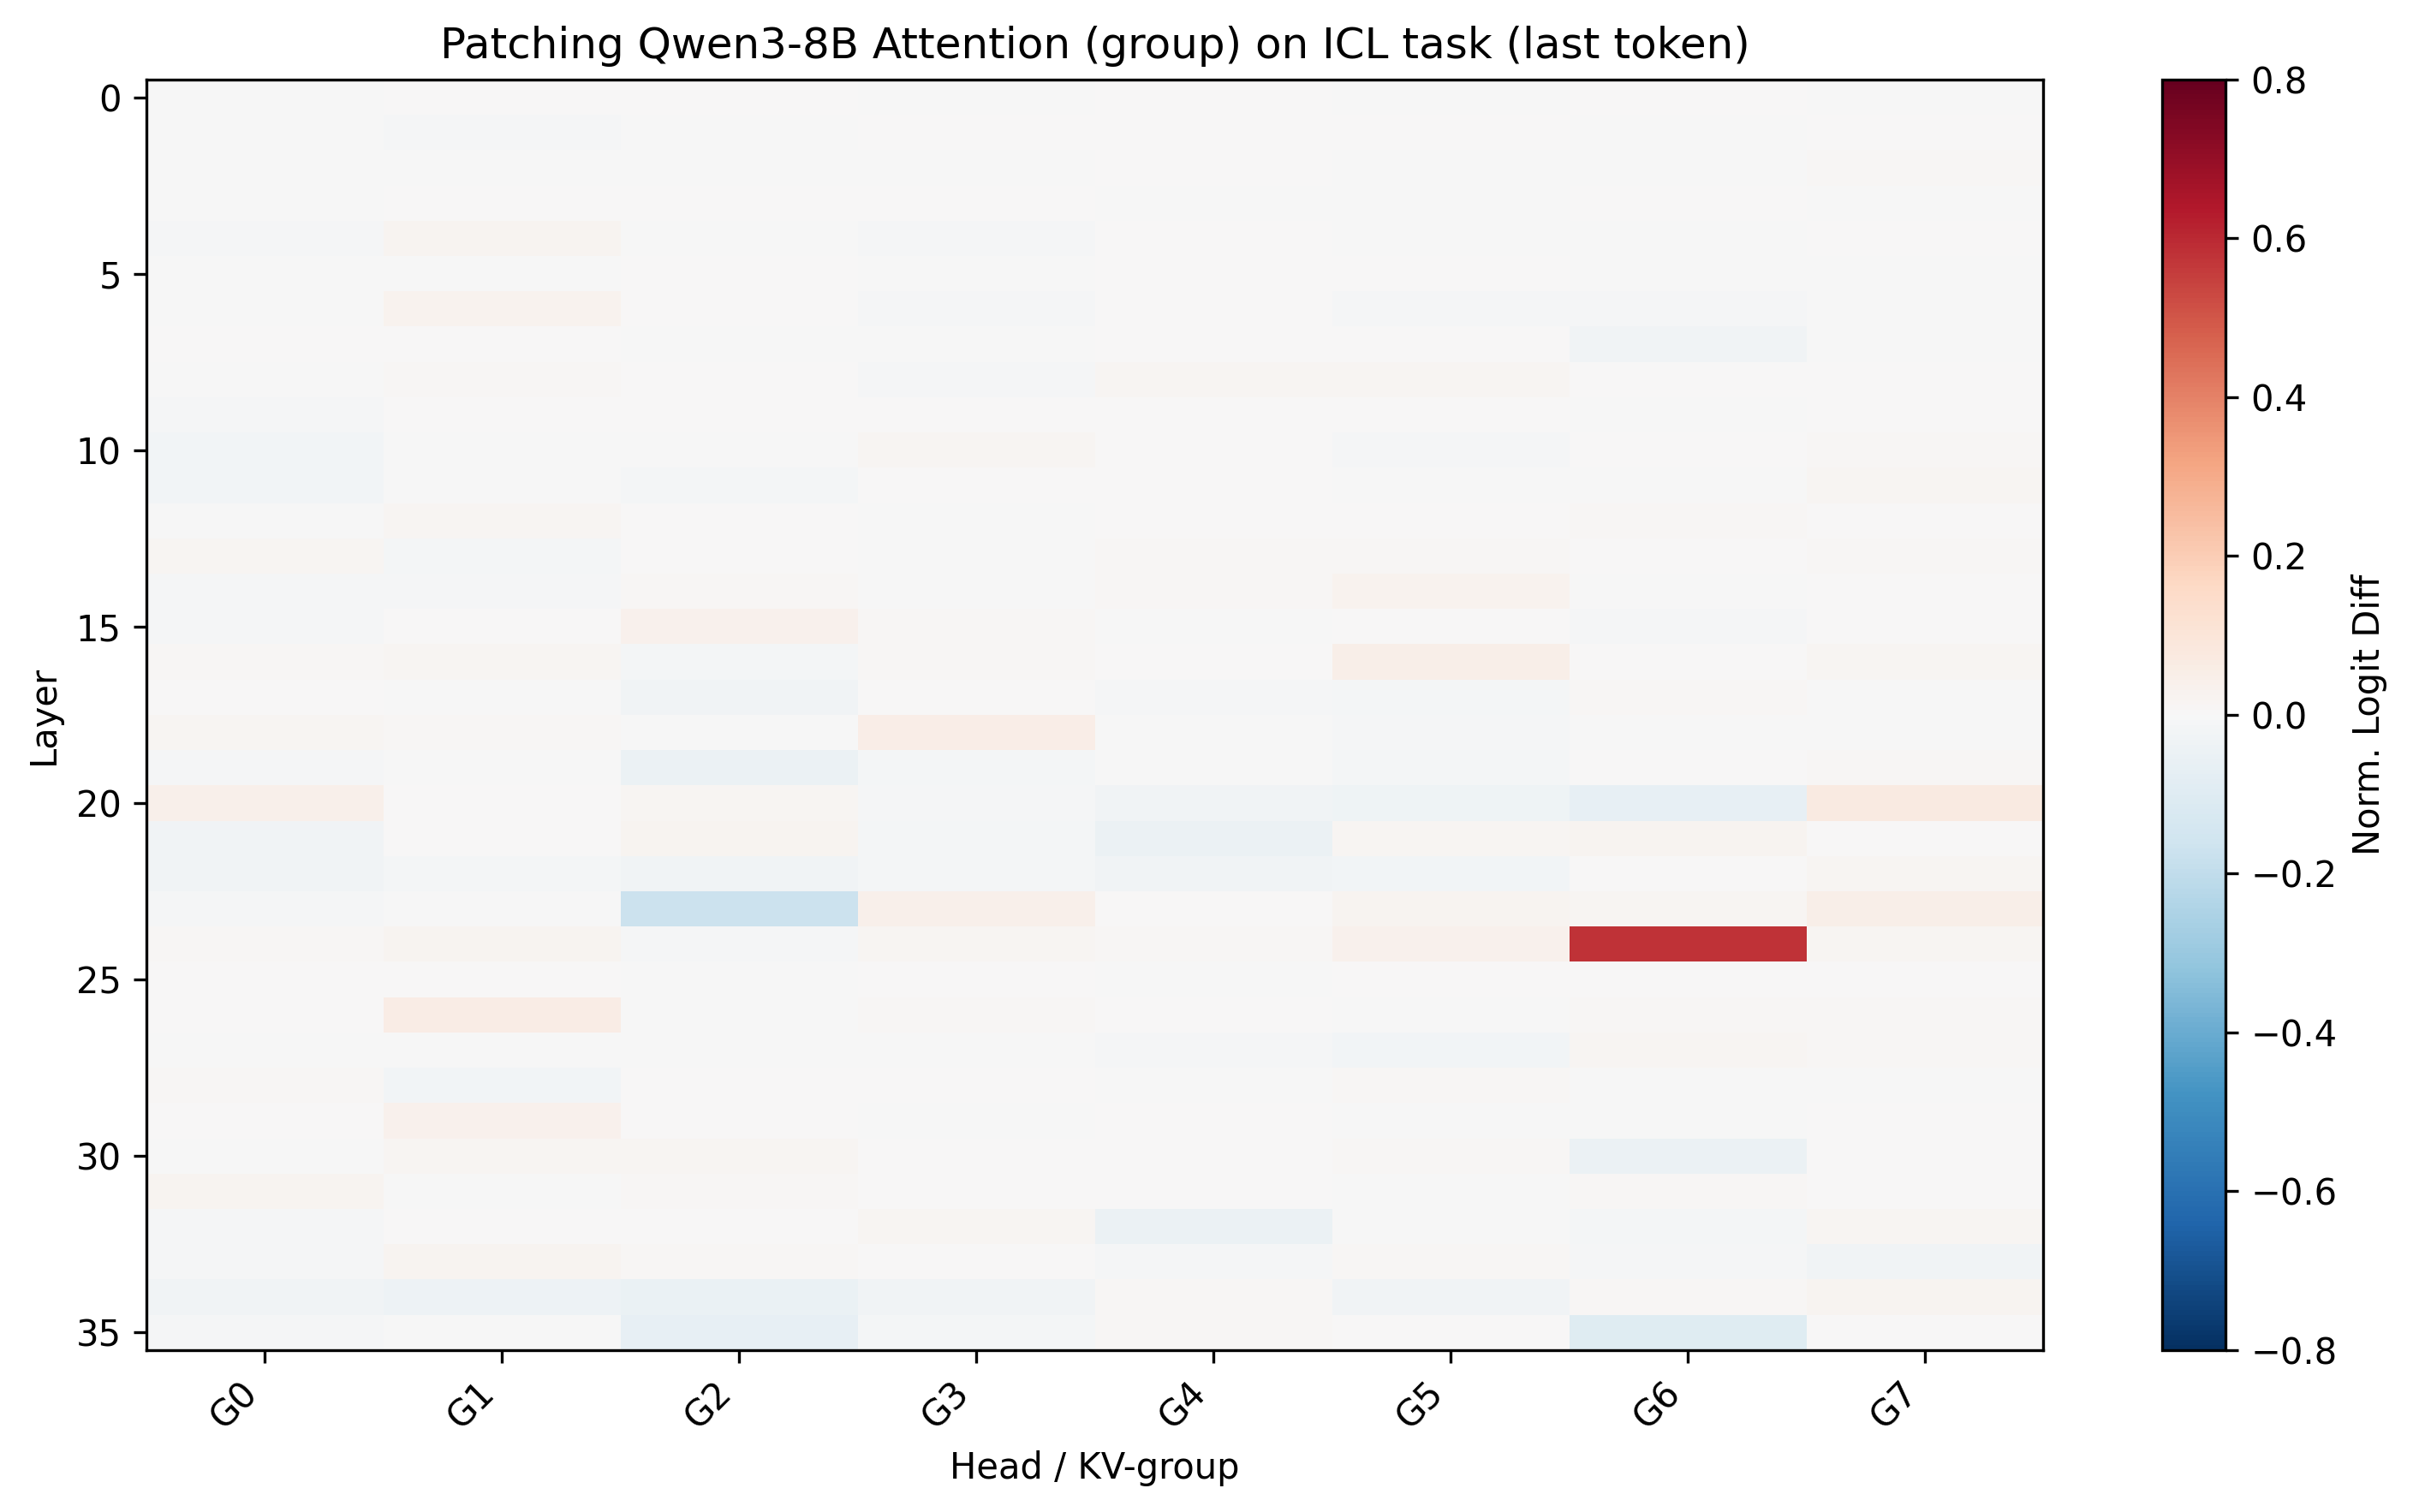 Patching Qwen3-8B Attention (group) on ICL task (last token)
0
5
10
15
20
25
30
35
Layer
G0
G1
G2
G3
G4
G5
G6
G7
Head / KV-group
0.8
0.6
0.4
0.2
0.0
−0.2
−0.4
−0.6
−0.8
Norm. Logit Diff